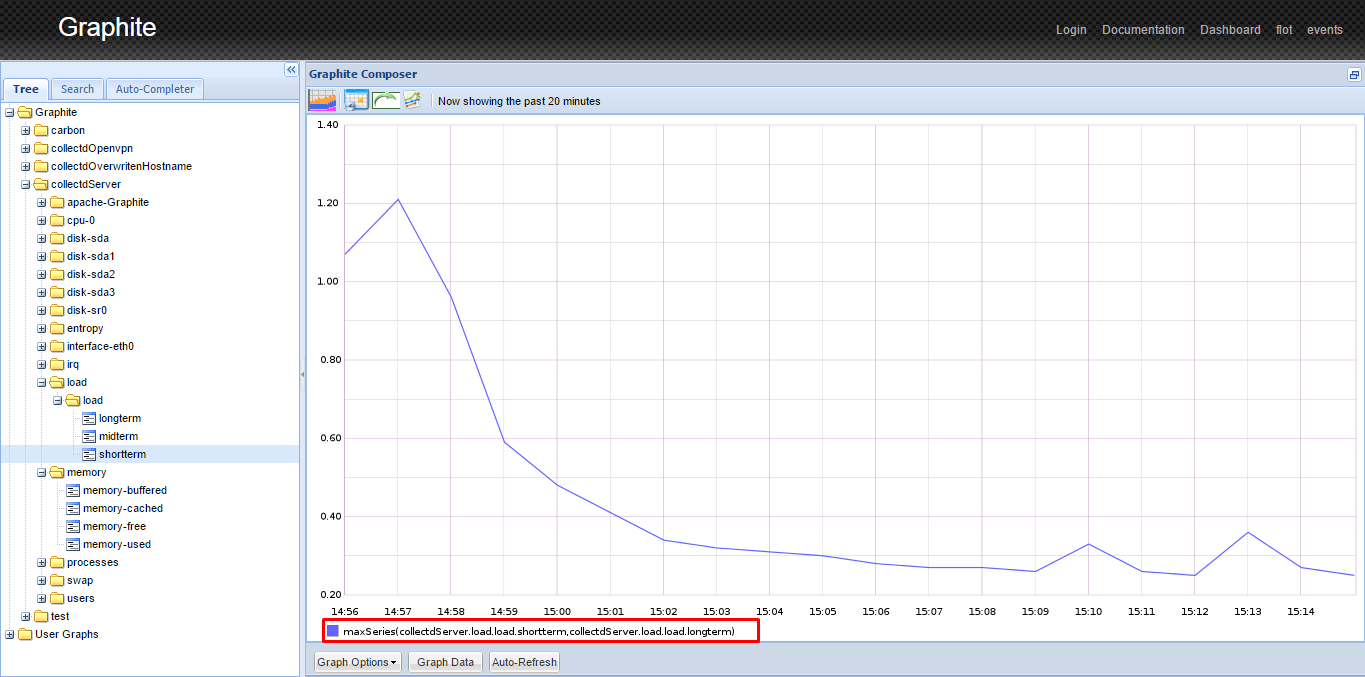 Graphite
Login Documentation Dashboard flot events
Tree Search Auto-Completer
Graphite
carbon
collectdOpenvpn
collectdOverwritenHostname
collectdServer
apache-Graphite
cpu-0
disk-sda
disk-sda1
disk-sda2
disk-sda3
disk-sr0
entropy
interface-eth0
irq
load
load
longterm
midterm
shortterm
memory
memory-buffered
memory-cached
memory-free
memory-used
processes
swap
users
test
User Graphs
Graphite Composer
Now showing the past 20 minutes
1.40
1.20
1.00
0.80
0.60
0.40
0.20
14:56 14:57 14:58 14:59 15:00 15:01 15:02 15:03 15:04 15:05 15:06 15:07 15:08 15:09 15:10 15:11 15:12 15:13 15:14
maxSeries(collectdServer.load.load.shortterm,collectdServer.load.load.longterm)
Graph Options Graph Data Auto-Refresh